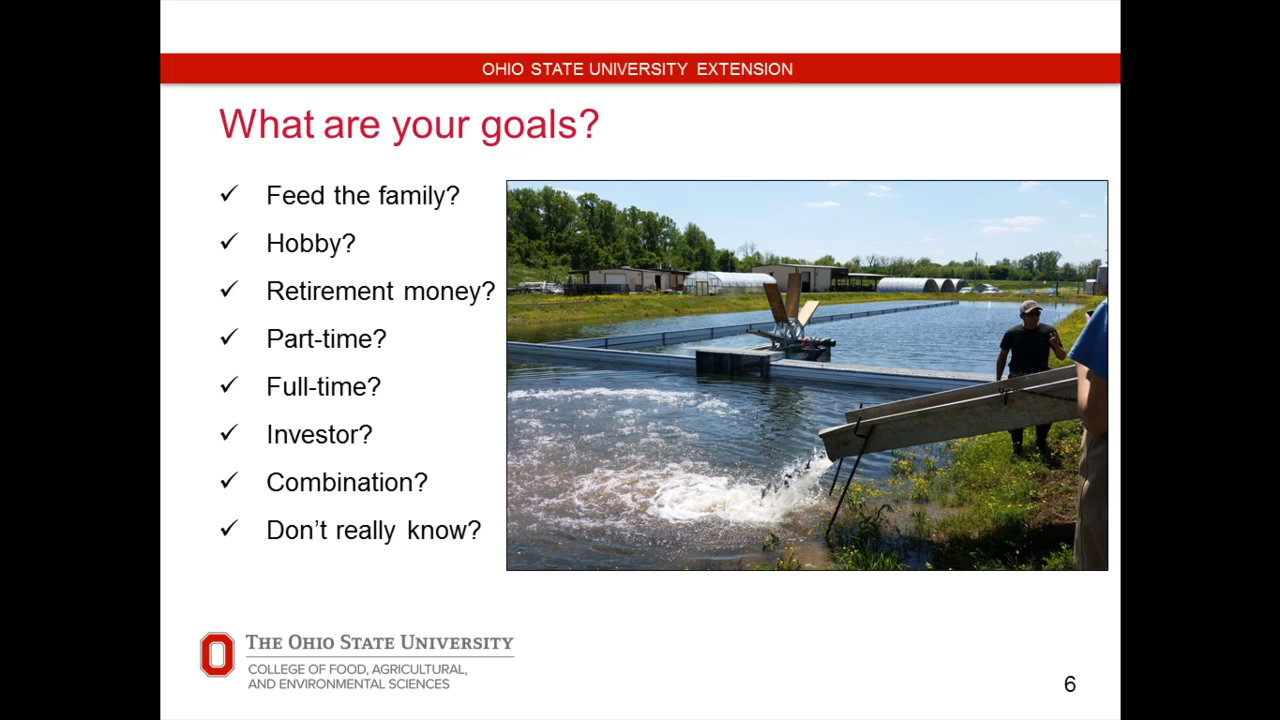 OHIO STATE UNIVERSITY EXTENSION
What are your goals?
✓ Feed the family?
✓ Hobby?
✓ Retirement money?
✓ Part-time?
✓ Full-time?
✓ Investor?
✓ Combination?
✓ Don’t really know?
THE OHIO STATE UNIVERSITY
COLLEGE OF FOOD, AGRICULTURAL,
AND ENVIRONMENTAL SCIENCES
6